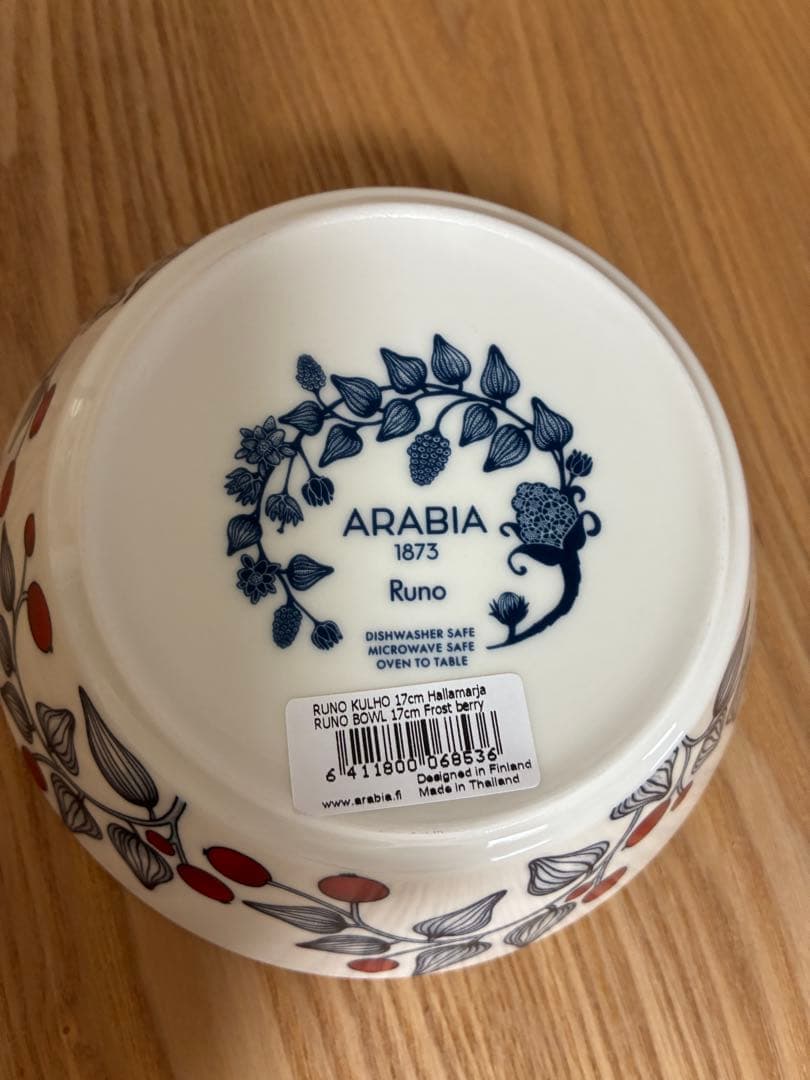 ARABIA
1873
Runo
DISHWASHER SAFE
MICROWAVE SAFE
OVEN TO TABLE
RUNO KULHO 17cm Hallamarja
RUNO BOWL 17cm Frost berry
6 411800 068536
Designed in Finland
www.arabia.fi Made in Thailand